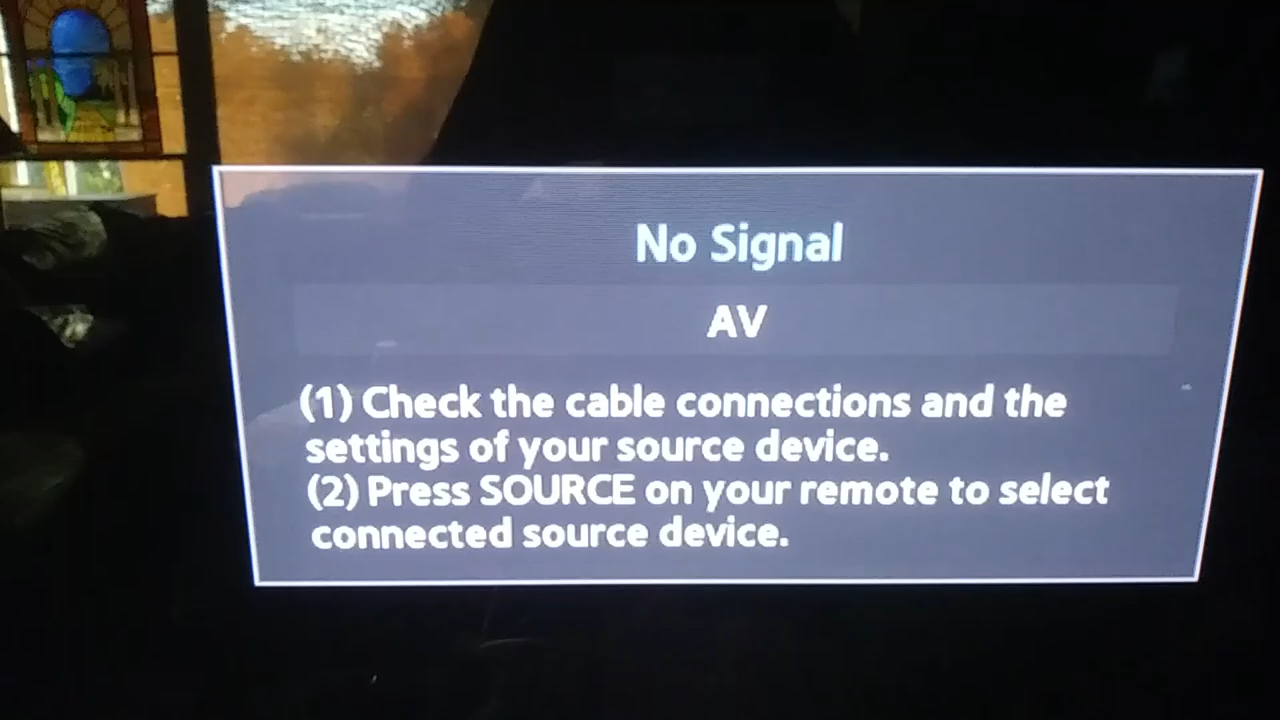 No Signal
AV
(1) Check the cable connections and the
settings of your source device.
(2) Press SOURCE on your remote to select
connected source device.